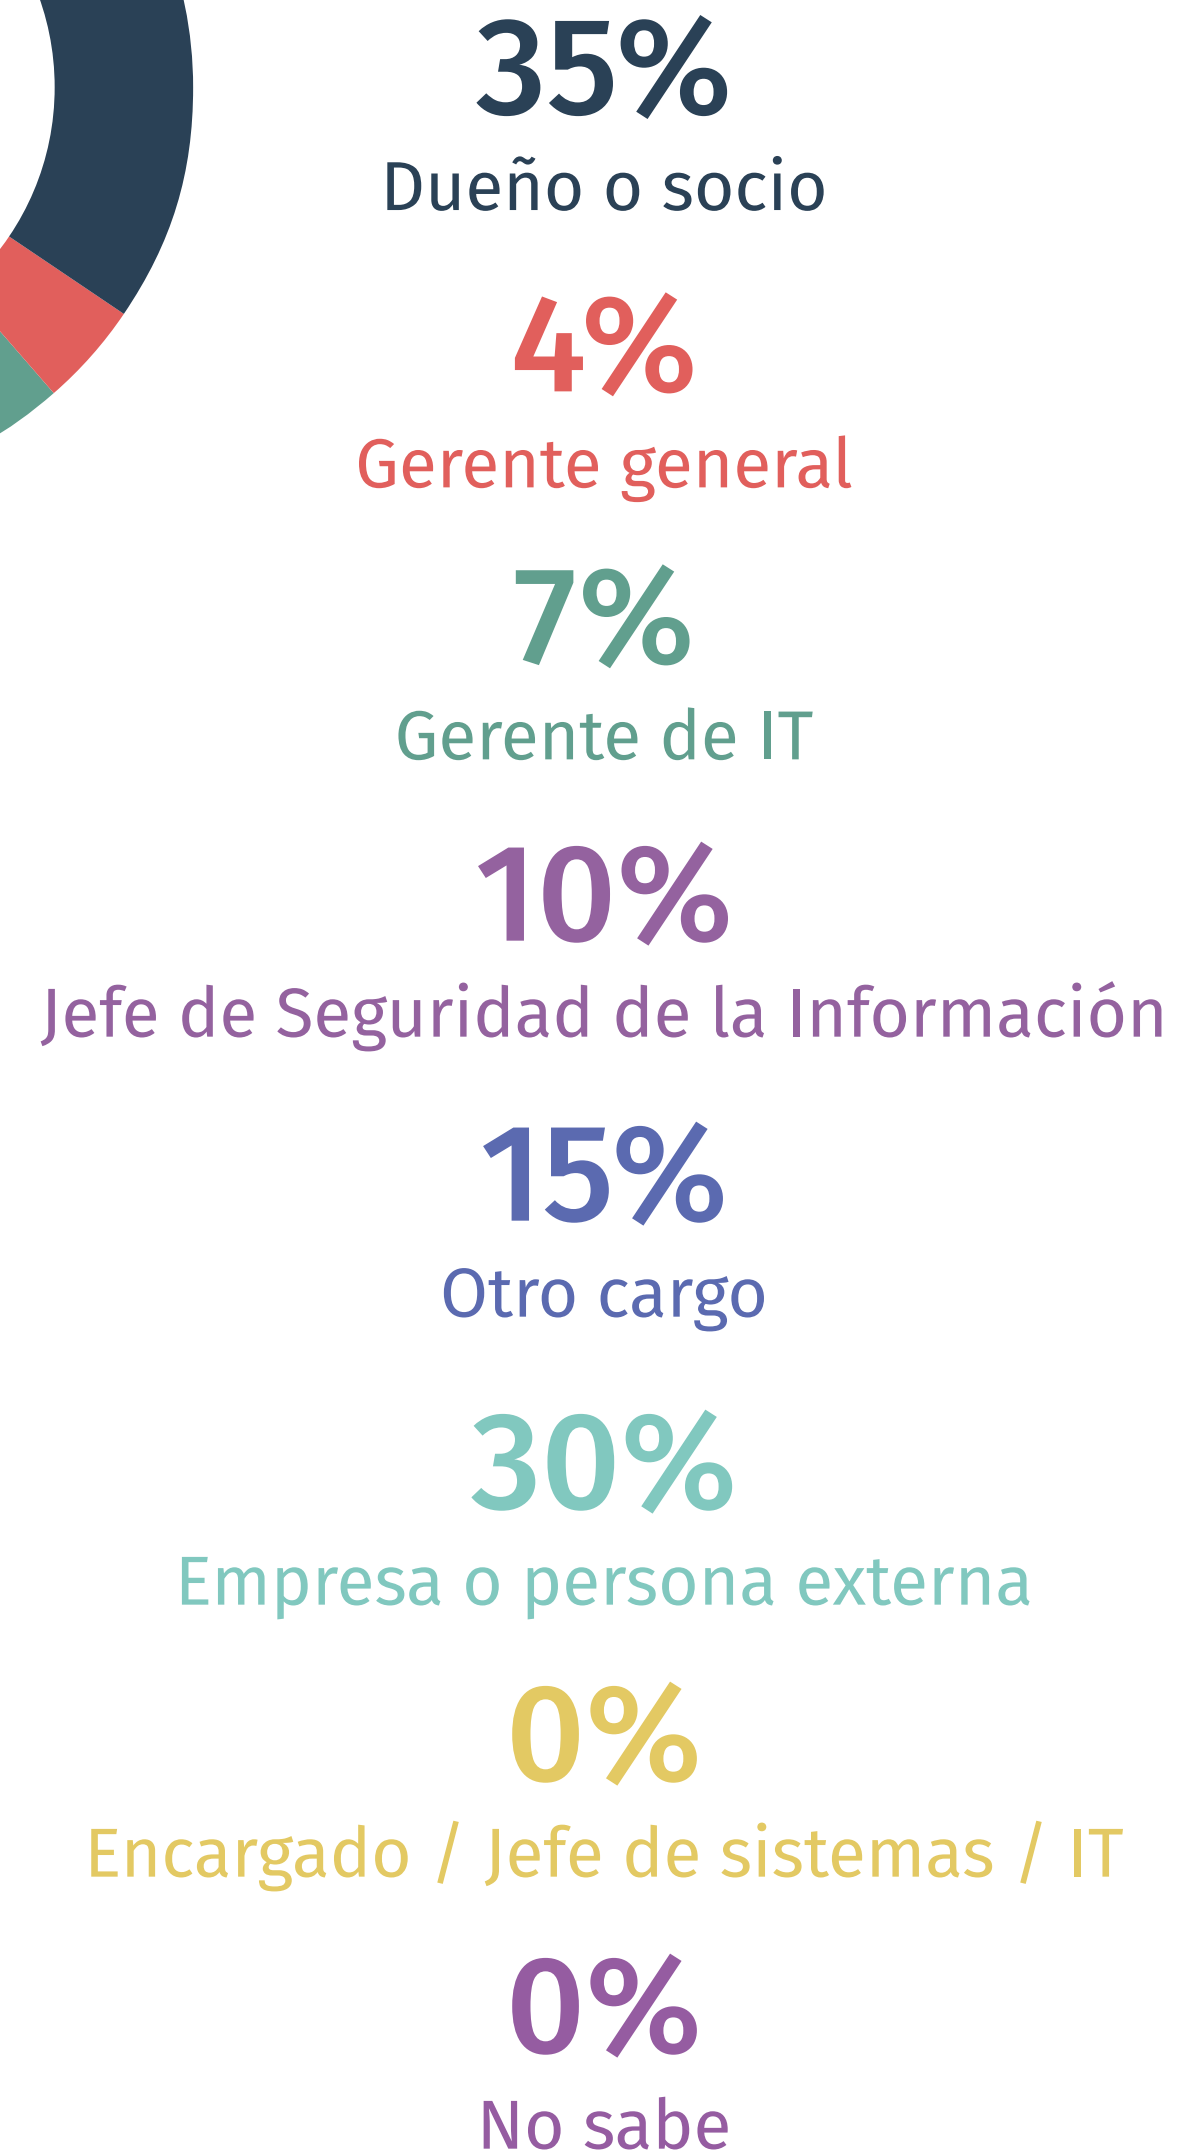 35%
Dueño o socio
4%
Gerente general
7%
Gerente de IT
10%
Jefe de Seguridad de la Información
15%
Otro cargo
30%
Empresa o persona externa
0%
Encargado / Jefe de sistemas / IT
0%
No sabe